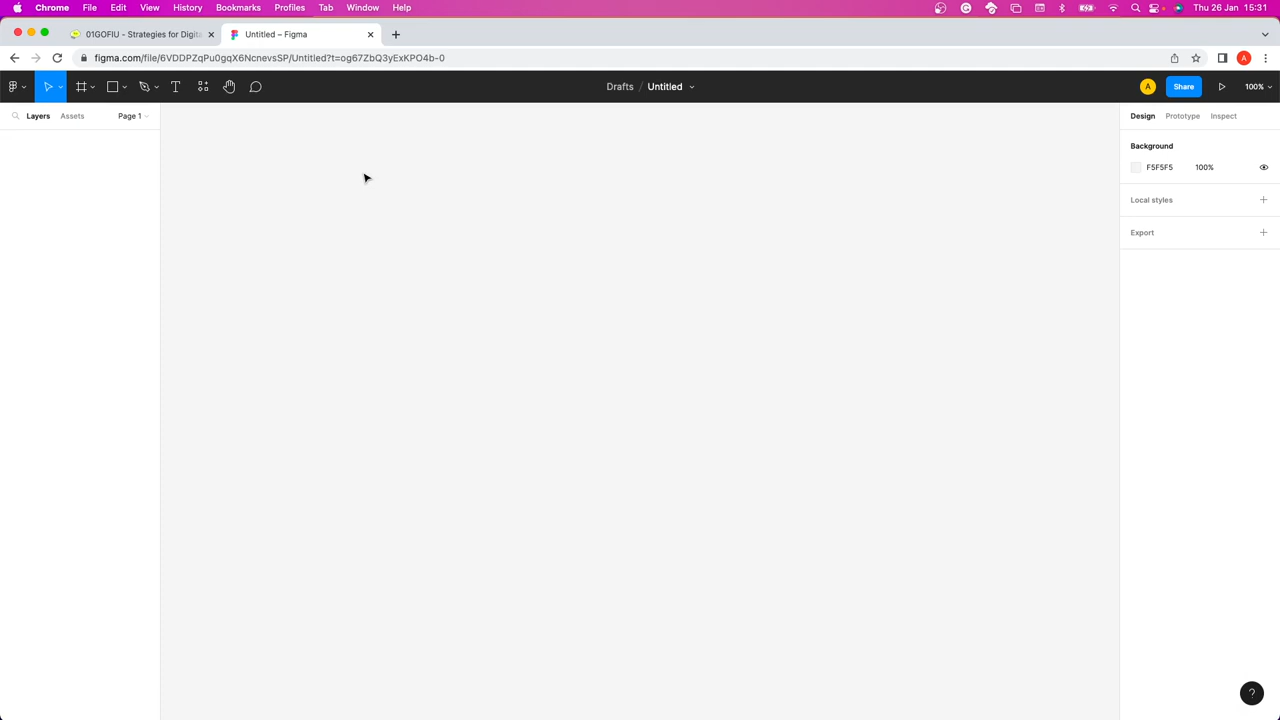 Chrome File Edit View History Bookmarks Profiles Tab Window Help Thu 26 Jan 15:31
01GOFIU - Strategies for Digita Untitled – Figma
figma.com/file/6VDDPZqPu0gqX6NcnevsSP/Untitled?t=og67ZbQ3yExKPO4b-0 A
Drafts / Untitled A Share 100%
Layers Assets Page 1 Design Prototype Inspect
Background
F5F5F5 100%
Local styles
Export
?